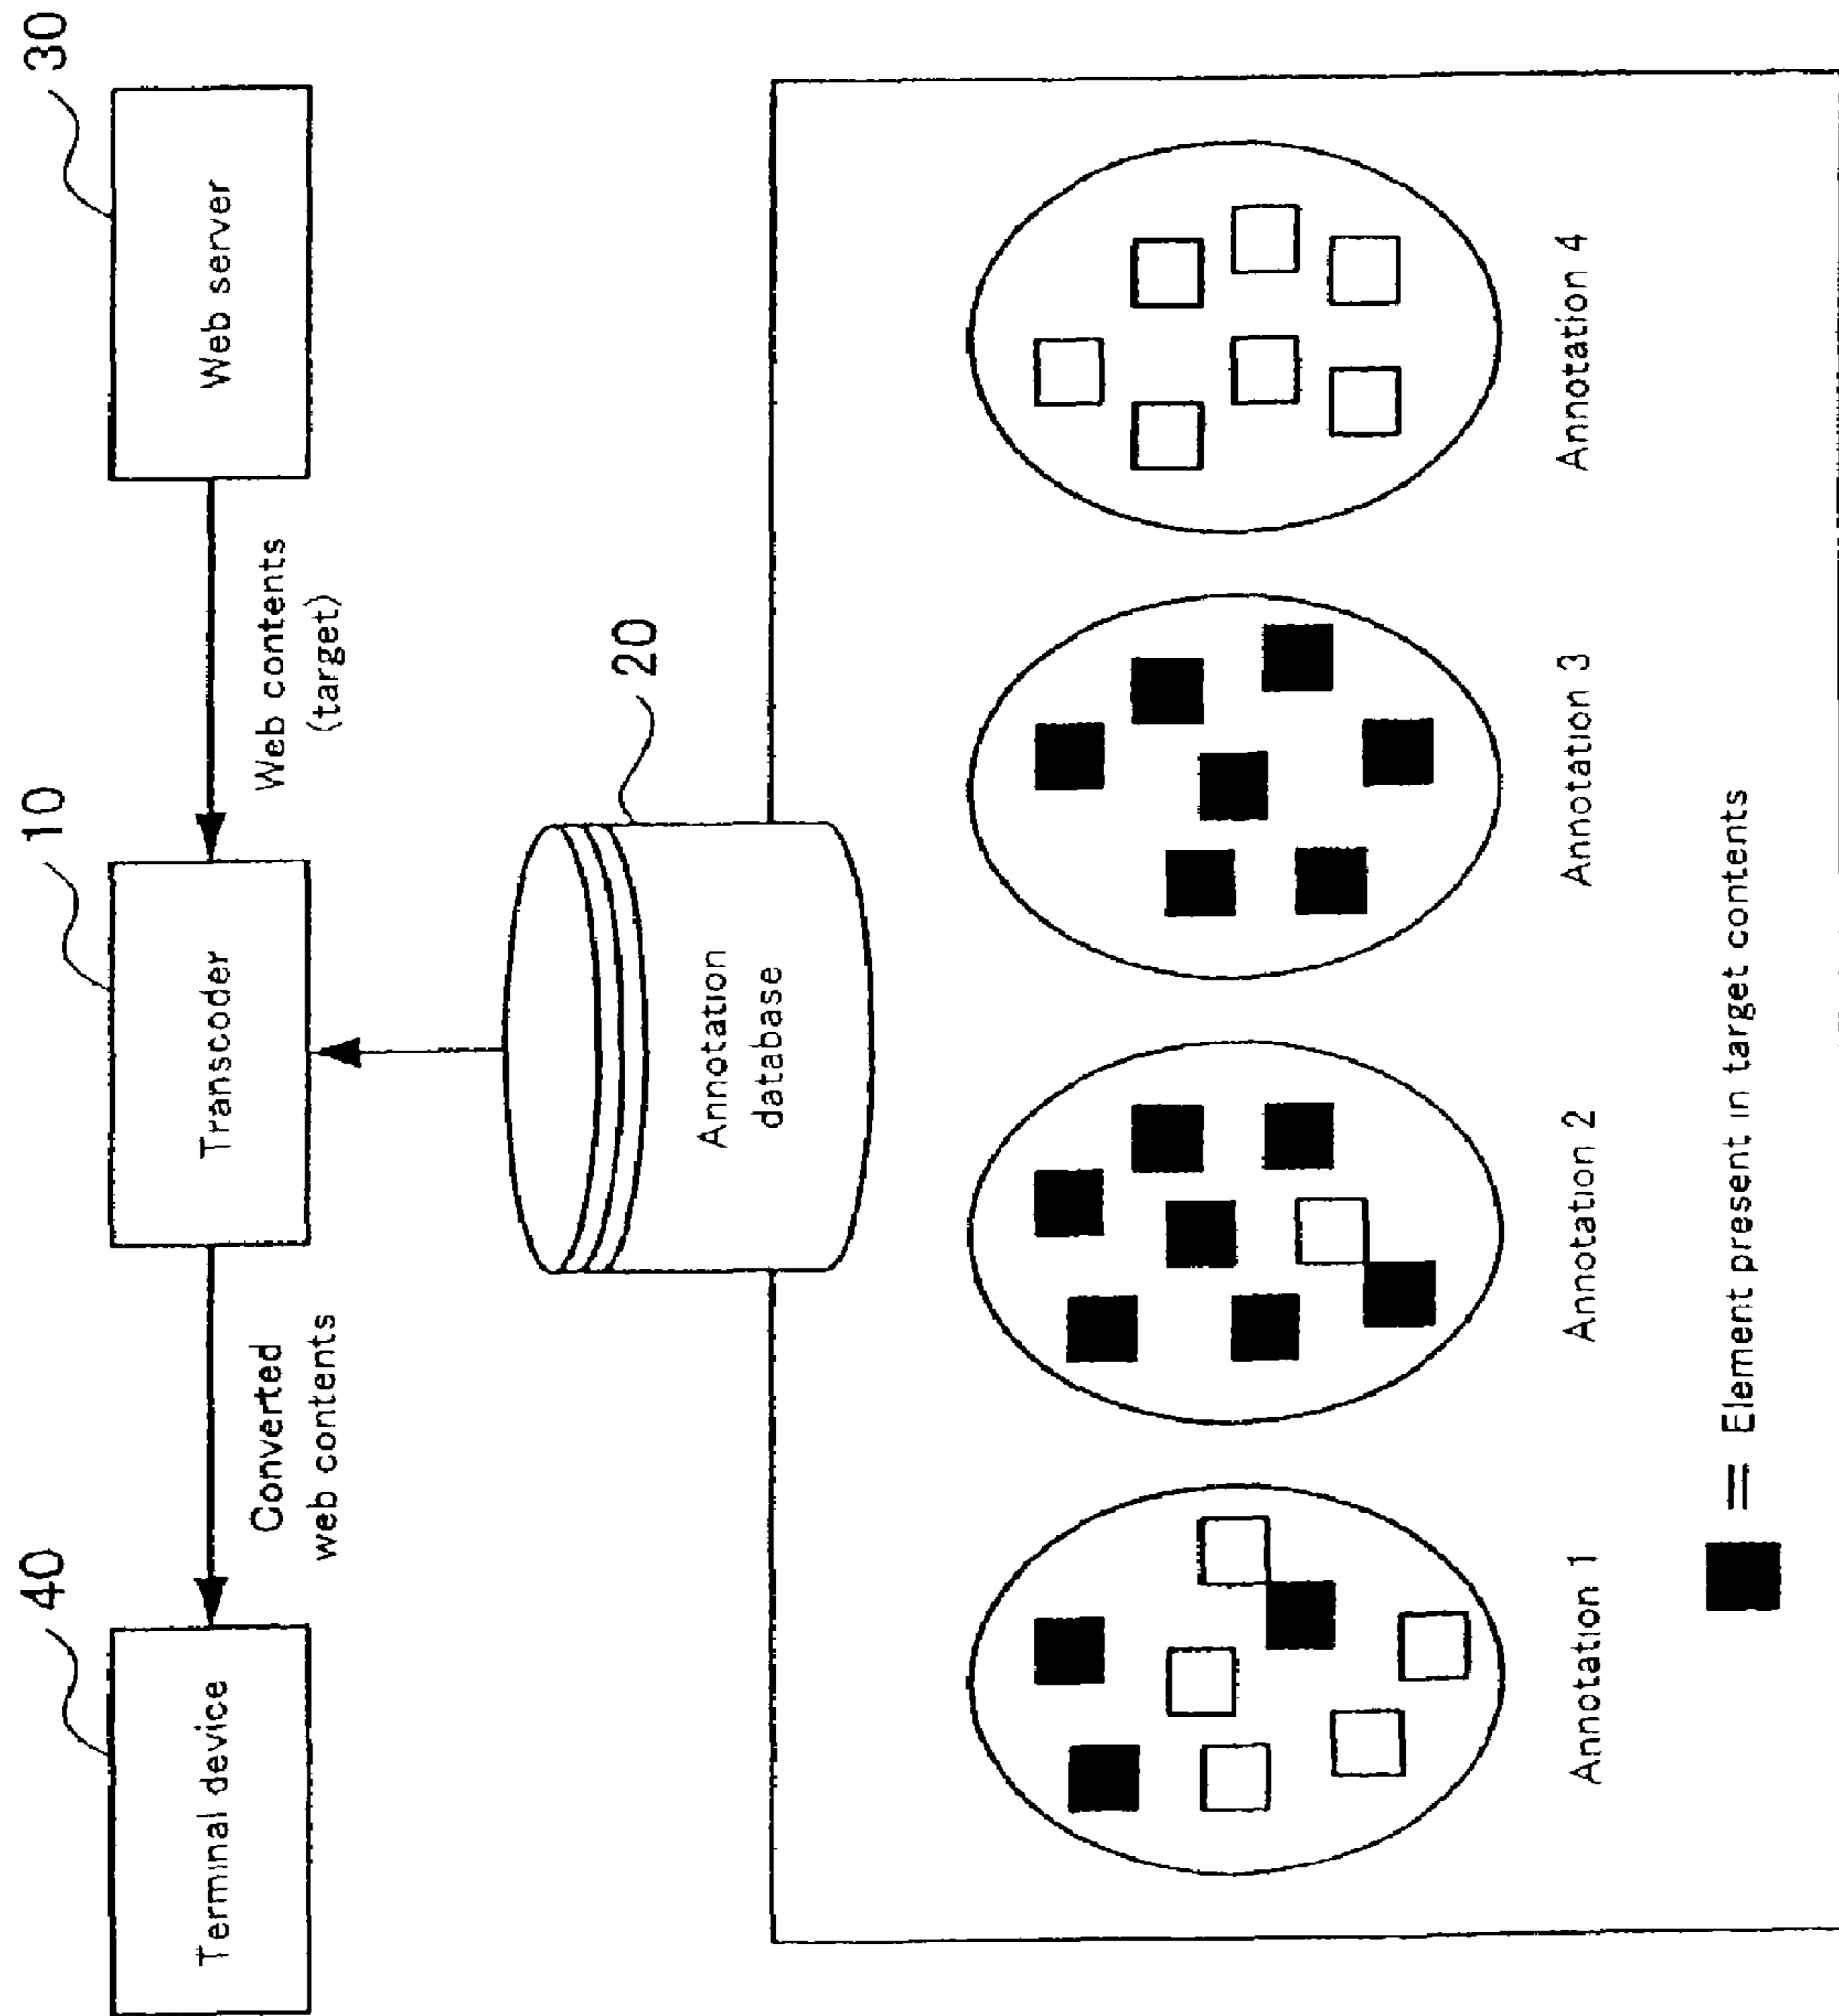 40
10
30
Terminal device
Transcoder
Web server
Converted
web contents
Web contents
(target)
20
Annotation
database
Annotation 1
Annotation 2
Annotation 3
Annotation 4
= Element present in target contents